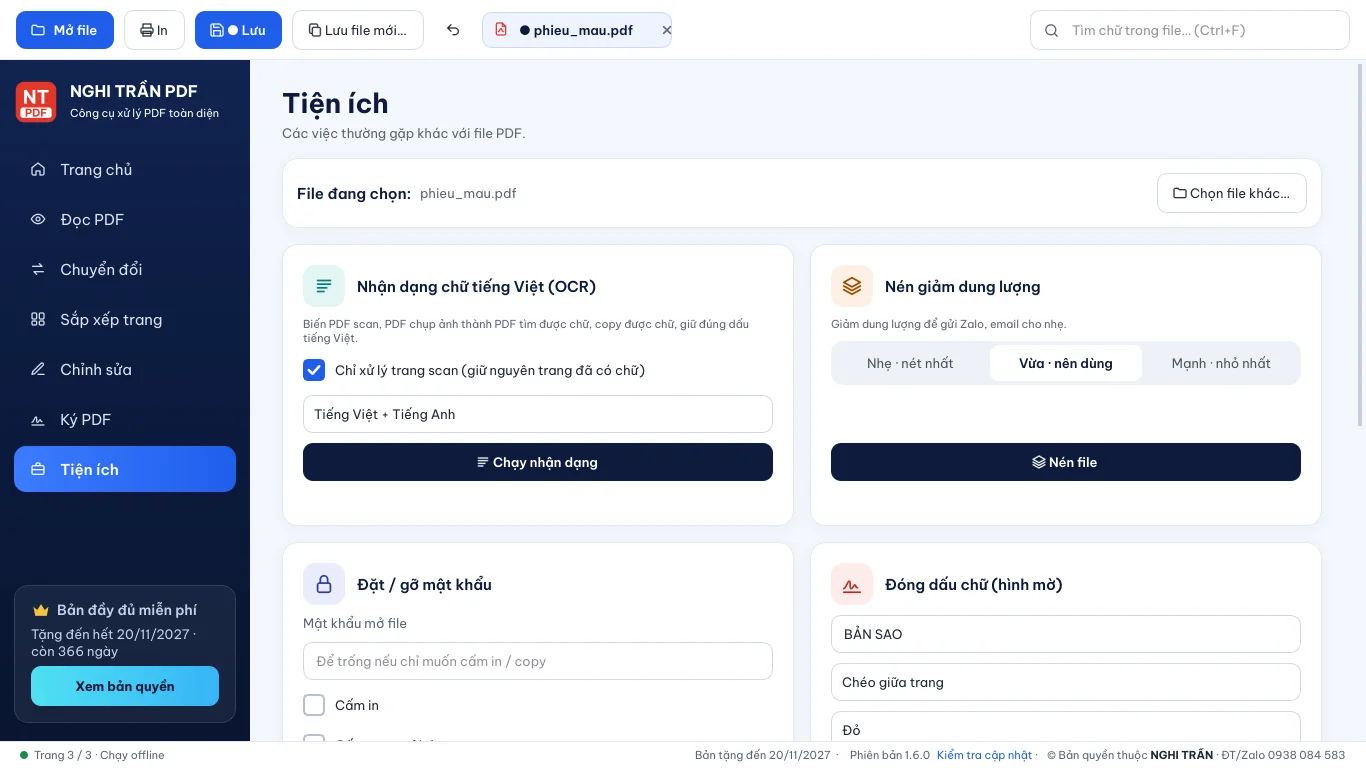 Mở file
In
Lưu
Lưu file mới...
phieu_mau.pdf
Tìm chữ trong file... (Ctrl+F)
NT
PDF
NGHI TRẦN PDF
Công cụ xử lý PDF toàn diện
Trang chủ
Đọc PDF
Chuyển đổi
Sắp xếp trang
Chỉnh sửa
Ký PDF
Tiện ích
Bản đầy đủ miễn phí
Tặng đến hết 20/11/2027 ·
còn 366 ngày
Xem bản quyền
Tiện ích
Các việc thường gặp khác với file PDF.
File đang chọn: phieu_mau.pdf
Chọn file khác...
Nhận dạng chữ tiếng Việt (OCR)
Biến PDF scan, PDF chụp ảnh thành PDF tìm được chữ, copy được chữ, giữ đúng dấu
tiếng Việt.
Chỉ xử lý trang scan (giữ nguyên trang đã có chữ)
Tiếng Việt + Tiếng Anh
Chạy nhận dạng
Nén giảm dung lượng
Giảm dung lượng để gửi Zalo, email cho nhẹ.
Nhẹ · nét nhất
Vừa · nên dùng
Mạnh · nhỏ nhất
Nén file
Đặt / gỡ mật khẩu
Mật khẩu mở file
Để trống nếu chỉ muốn cấm in / copy
Cấm in
Đóng dấu chữ (hình mờ)
BẢN SAO
Chéo giữa trang
Đỏ
Trang 3 / 3 · Chạy offline
Bản tặng đến 20/11/2027 ·
Phiên bản 1.6.0 Kiểm tra cập nhật ·
© Bản quyền thuộc NGHI TRẦN · ĐT/Zalo 0938 084 583